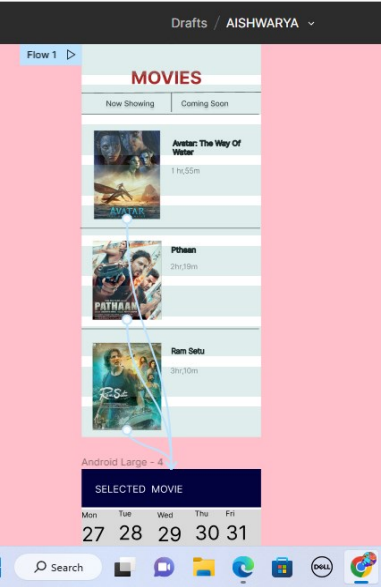 Drafts / AISHWARYA
Flow 1
MOVIES
Now Showing Coming Soon
Avatar: The Way Of
Water
1 hr,55m
AVATAR
Pthaan
2hr,19m
PATHAAN
Ram Setu
3hr,10m
Android Large - 4
SELECTED MOVIE
Mon Tue Wed Thu Fri
27 28 29 30 31
Search
DELL